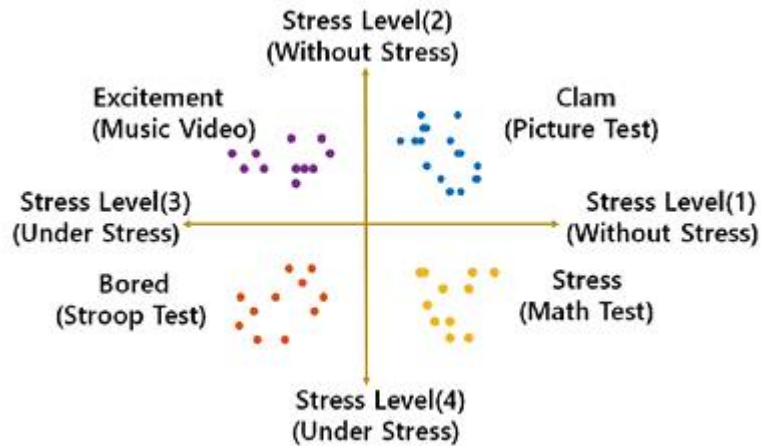 Stress Level(2)
(Without Stress)
Excitement
(Music Video)
Clam
(Picture Test)
Stress Level(3)
(Under Stress)
Stress Level(1)
(Without Stress)
Bored
(Stroop Test)
Stress
(Math Test)
Stress Level(4)
(Under Stress)